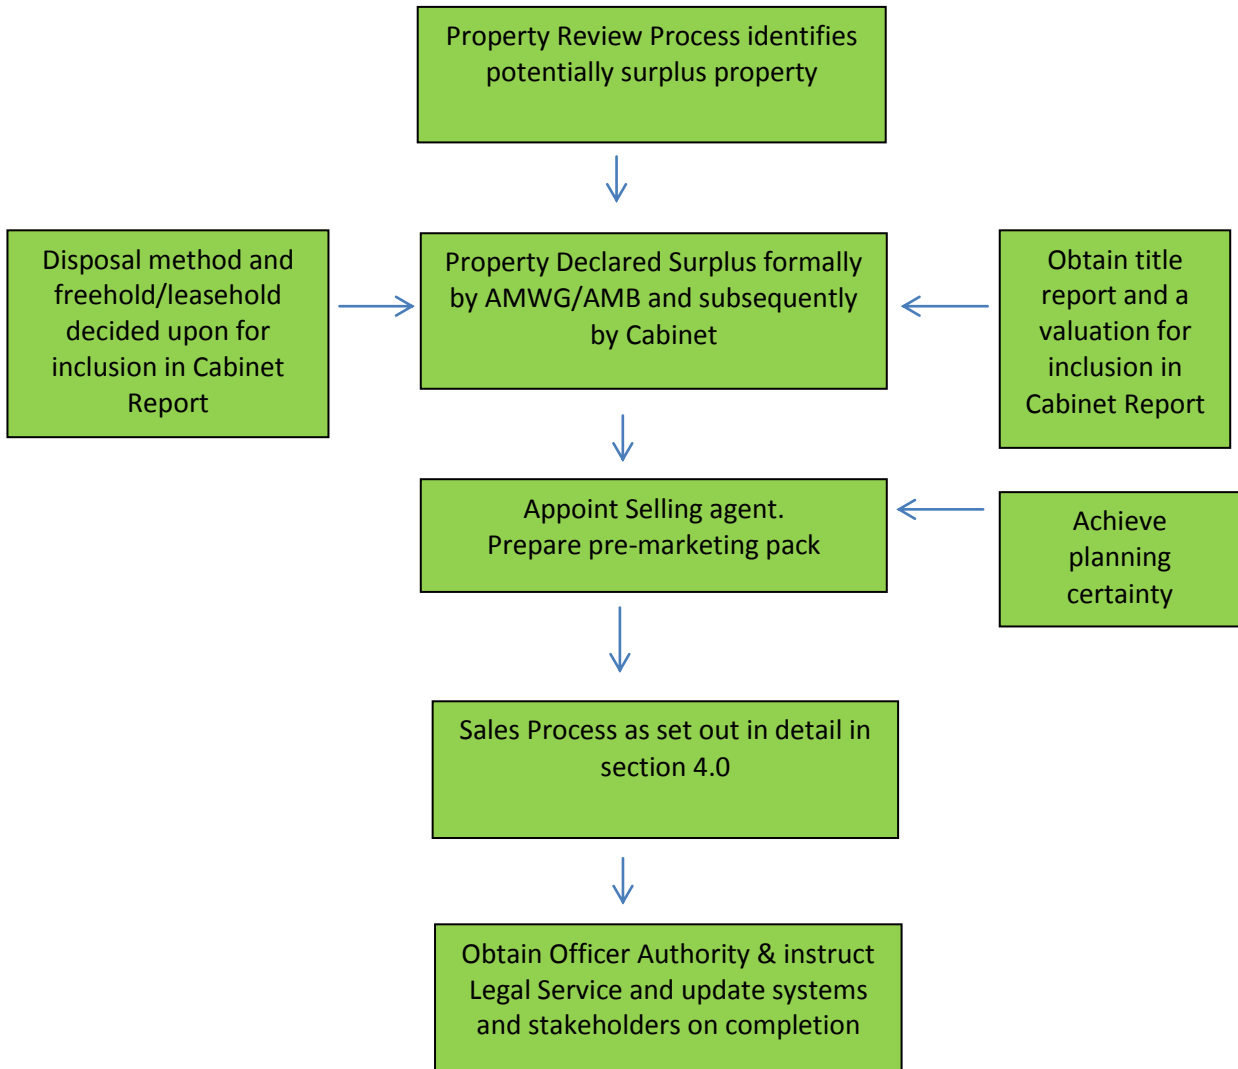 Property Review Process identifies
potentially surplus property
Disposal method and
freehold/leasehold
decided upon for
inclusion in Cabinet
Report
Property Declared Surplus formally
by AMWG/AMB and subsequently
by Cabinet
Obtain title
report and a
valuation for
inclusion in
Cabinet Report
Appoint Selling agent.
Prepare pre-marketing pack
Achieve
planning
certainty
Sales Process as set out in detail in
section 4.0
Obtain Officer Authority & instruct
Legal Service and update systems
and stakeholders on completion